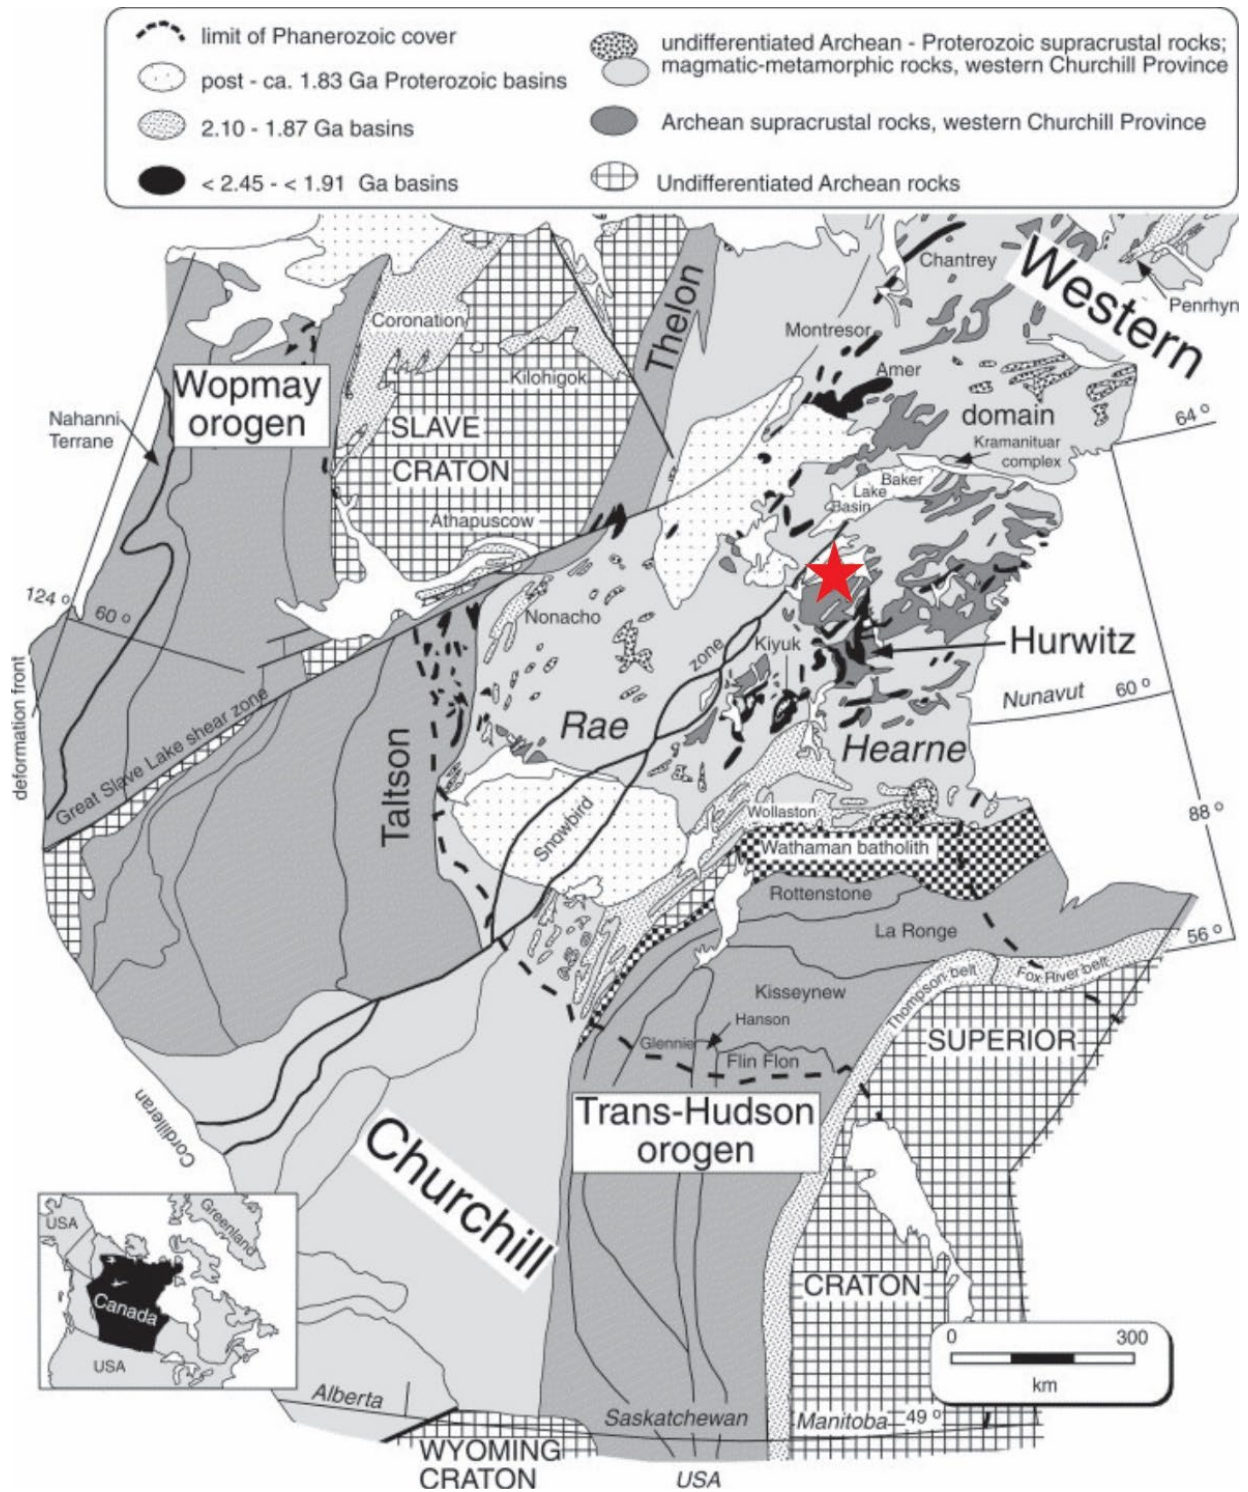 limit of Phanerozoic cover
post - ca. 1.83 Ga Proterozoic basins
2.10 - 1.87 Ga basins
< 2.45 - < 1.91 Ga basins
undifferentiated Archean - Proterozoic supracrustal rocks;
magmatic-metamorphic rocks, western Churchill Province
Archean supracrustal rocks, western Churchill Province
Undifferentiated Archean rocks
Western
Chantrey
Penrhyn
Coronation
Thelon
Montresor
Kilohigok
Amer
Wopmay
orogen
Nahanni
Terrane
SLAVE
CRATON
domain
64 o
Kramanituar
complex
Baker
Lake
Basin
Athapuscow
124 o
60 o
Nonacho
zone
Kiyuk
Hurwitz
Nunavut
60 o
deformation front
Great Slave Lake shear zone
Rae
Hearne
Taltson
Snowbird
Wollaston
88 o
Wathaman batholith
Rottenstone
La Ronge
56 o
Thompson belt
Fox River belt
Kisseynew
Hanson
Glennie
Flin Flon
SUPERIOR
Cordilleran
Trans-Hudson
orogen
Churchill
USA
Greenland
Canada
USA
CRATON
0 300
km
Alberta
Saskatchewan
Manitoba
49 o
WYOMING
CRATON
USA